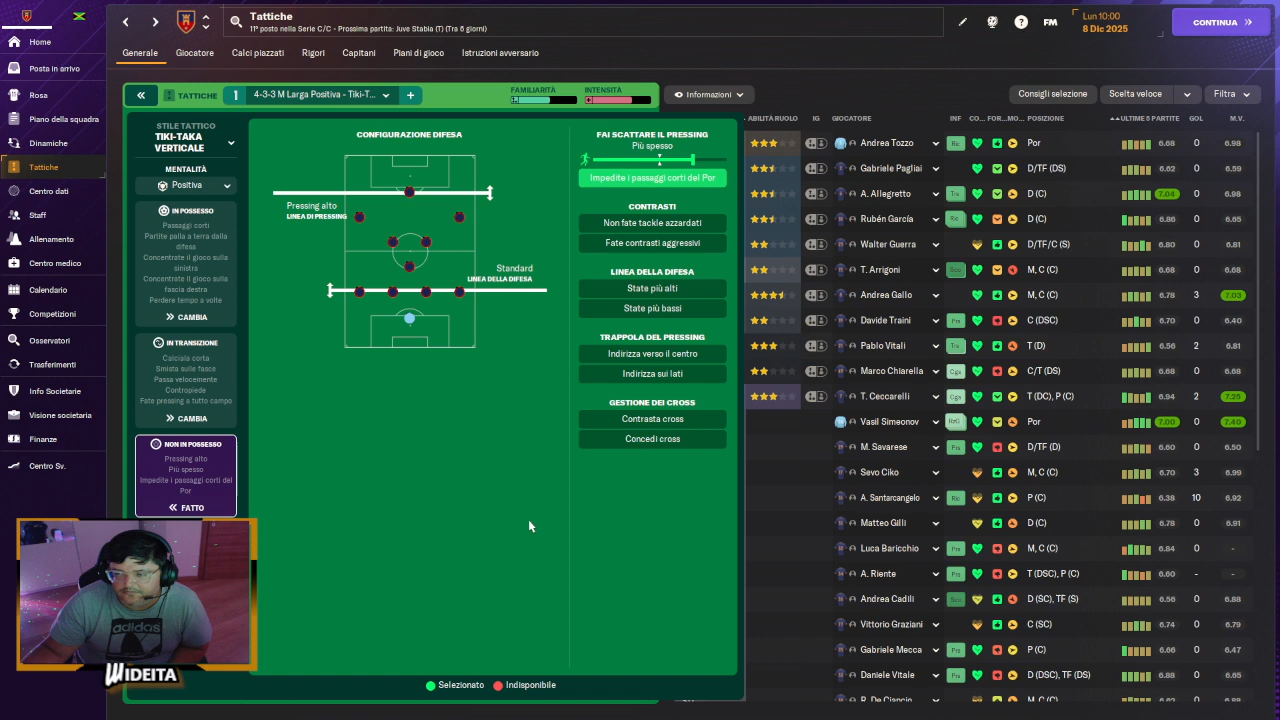 Tattiche
11° posto nella Serie C/C - Prossima partita: Juve Stabia (T) (Tra 6 giorni)
FM
Lun 10:00
8 Dic 2025
CONTINUA
Generale
Giocatore
Calci piazzati
Rigori
Capitani
Piani di gioco
Istruzioni avversario
Home
Posta in arrivo
Rosa
Piano della squadra
Dinamiche
Tattiche
Centro dati
Staff
Allenamento
Centro medico
Calendario
Competizioni
Osservatori
Trasferimenti
Info Societarie
Visione societaria
Finanze
Centro Sv.
TATTICHE
1
4-3-3 M Larga Positiva - Tiki-T...
FAMILIARITÀ
INTENSITÀ
Informazioni
Consigli selezione
Scelta veloce
Filtra
STILE TATTICO
TIKI-TAKA
VERTICALE
MENTALITÀ
Positiva
IN POSSESSO
Passaggi corti
Partite palla a terra dalla
difesa
Concentrate il gioco sulla
sinistra
Concentrate il gioco sulla
fascia destra
Perdere tempo a volte
CAMBIA
IN TRANSIZIONE
Calciala corta
Smista sulle fasce
Passa velocemente
Contropiede
Fate pressing a tutto campo
CAMBIA
NON IN POSSESSO
Pressing alto
Più spesso
Impedite i passaggi corti del
Por
FATTO
CONFIGURAZIONE DIFESA
Pressing alto
LINEA DI PRESSING
Standard
LINEA DELLA DIFESA
FAI SCATTARE IL PRESSING
Più spesso
Impedite i passaggi corti del Por
CONTRASTI
Non fate tackle azzardati
Fate contrasti aggressivi
LINEA DELLA DIFESA
State più alti
State più bassi
TRAPPOLA DEL PRESSING
Indirizza verso il centro
Indirizza sui lati
GESTIONE DEI CROSS
Contrasta cross
Concedi cross
Selezionato
Indisponibile
ABILITÀ RUOLO IG GIOCATORE INF CO... FOR... MO... POSIZIONE ULTIME 5 PARTITE GOL M.V.
Andrea Tozzo Por 6.68 0 6.98
Gabriele Pagliai D/TF (DS) 6.62 0 6.59
A. Allegretto D (C) 7.04 0 6.98
Rubén García D (C) 6.86 0 6.65
Walter Guerra D/TF/C (S) 6.80 0 6.81
T. Arrigoni M, C (C) 6.68 0 6.68
Andrea Gallo M, C (C) 6.78 3 7.03
Davide Traini C (DSC) 6.70 0 6.40
Pablo Vitali T (D) 6.56 2 6.81
Marco Chiarella C/T (DS) 6.68 0 6.68
T. Ceccarelli T (DC), P (C) 6.94 2 7.25
Vasil Simeonov Por 7.00 0 7.40
M. Savarese D/TF (D) 6.60 0 6.50
Sevo Ciko M, C (C) 6.70 3 6.99
A. Santarcangelo P (C) 6.38 10 6.92
Matteo Gilli D (C) 6.78 0 6.91
Luca Baricchio M, C (C) 6.84 0 -
A. Riente T (DSC), P (C) 6.60 - -
Andrea Cadili D (SC), TF (S) 6.56 0 6.88
Vittorio Graziani C (SC) 6.74 0 6.79
Gabriele Mecca P (C) 6.66 0 6.47
Daniele Vitale D (DSC), TF (DS) 6.88 0 6.65
adidas
WIDEITA